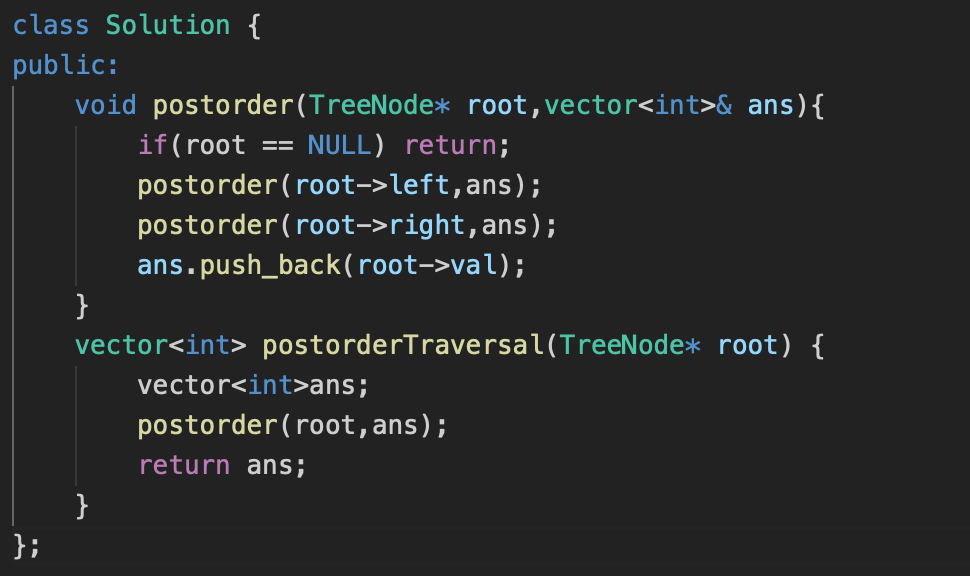 class Solution {
public:
    void postorder(TreeNode* root,vector<int>& ans){
        if(root == NULL) return;
        postorder(root->left,ans);
        postorder(root->right,ans);
        ans.push_back(root->val);
    }
    vector<int> postorderTraversal(TreeNode* root) {
        vector<int>ans;
        postorder(root,ans);
        return ans;
    }
};